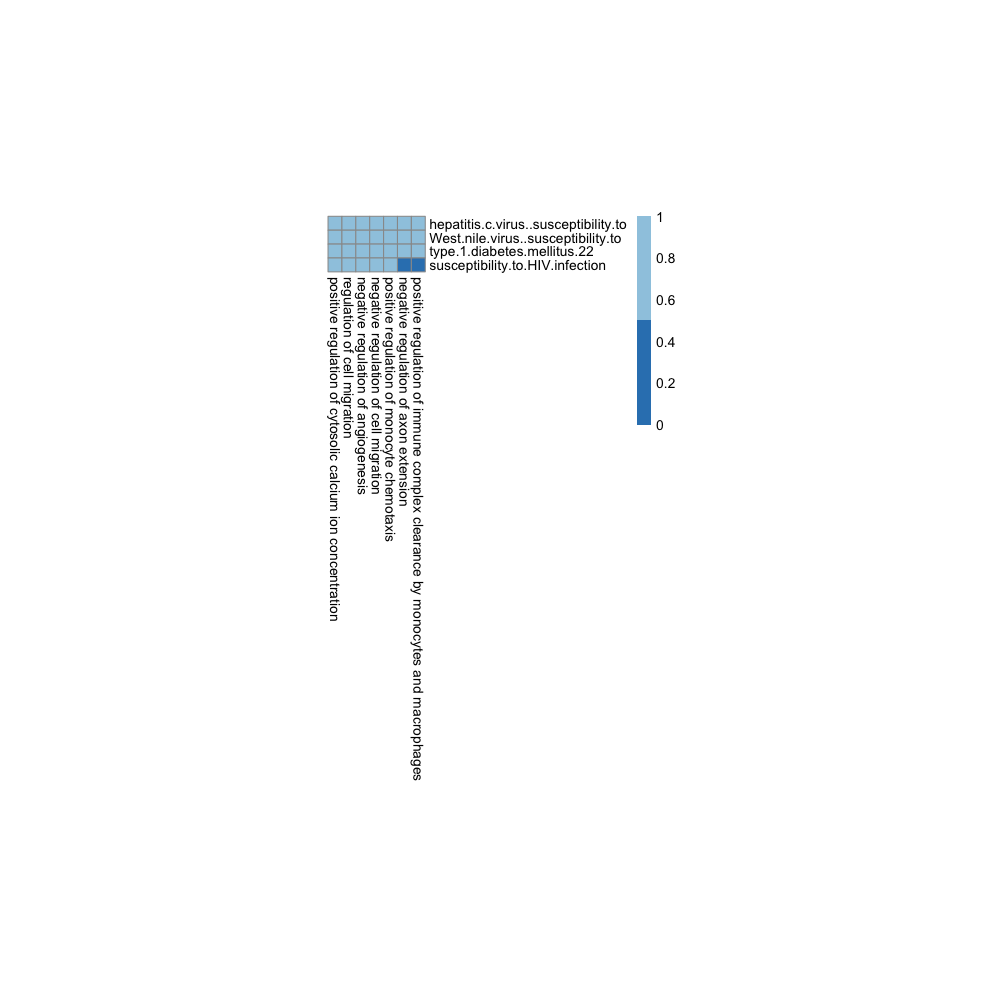 hepatitis.c.virus..susceptibility.to
West.nile.virus..susceptibility.to
type.1.diabetes.mellitus.22
susceptibility.to.HIV.infection
1
0.8
0.6
0.4
0.2
0
positive regulation of cytosolic calcium ion concentration
regulation of cell migration
negative regulation of angiogenesis
negative regulation of cell migration
positive regulation of monocyte chemotaxis
negative regulation of axon extension
positive regulation of immune complex clearance by monocytes and macrophages